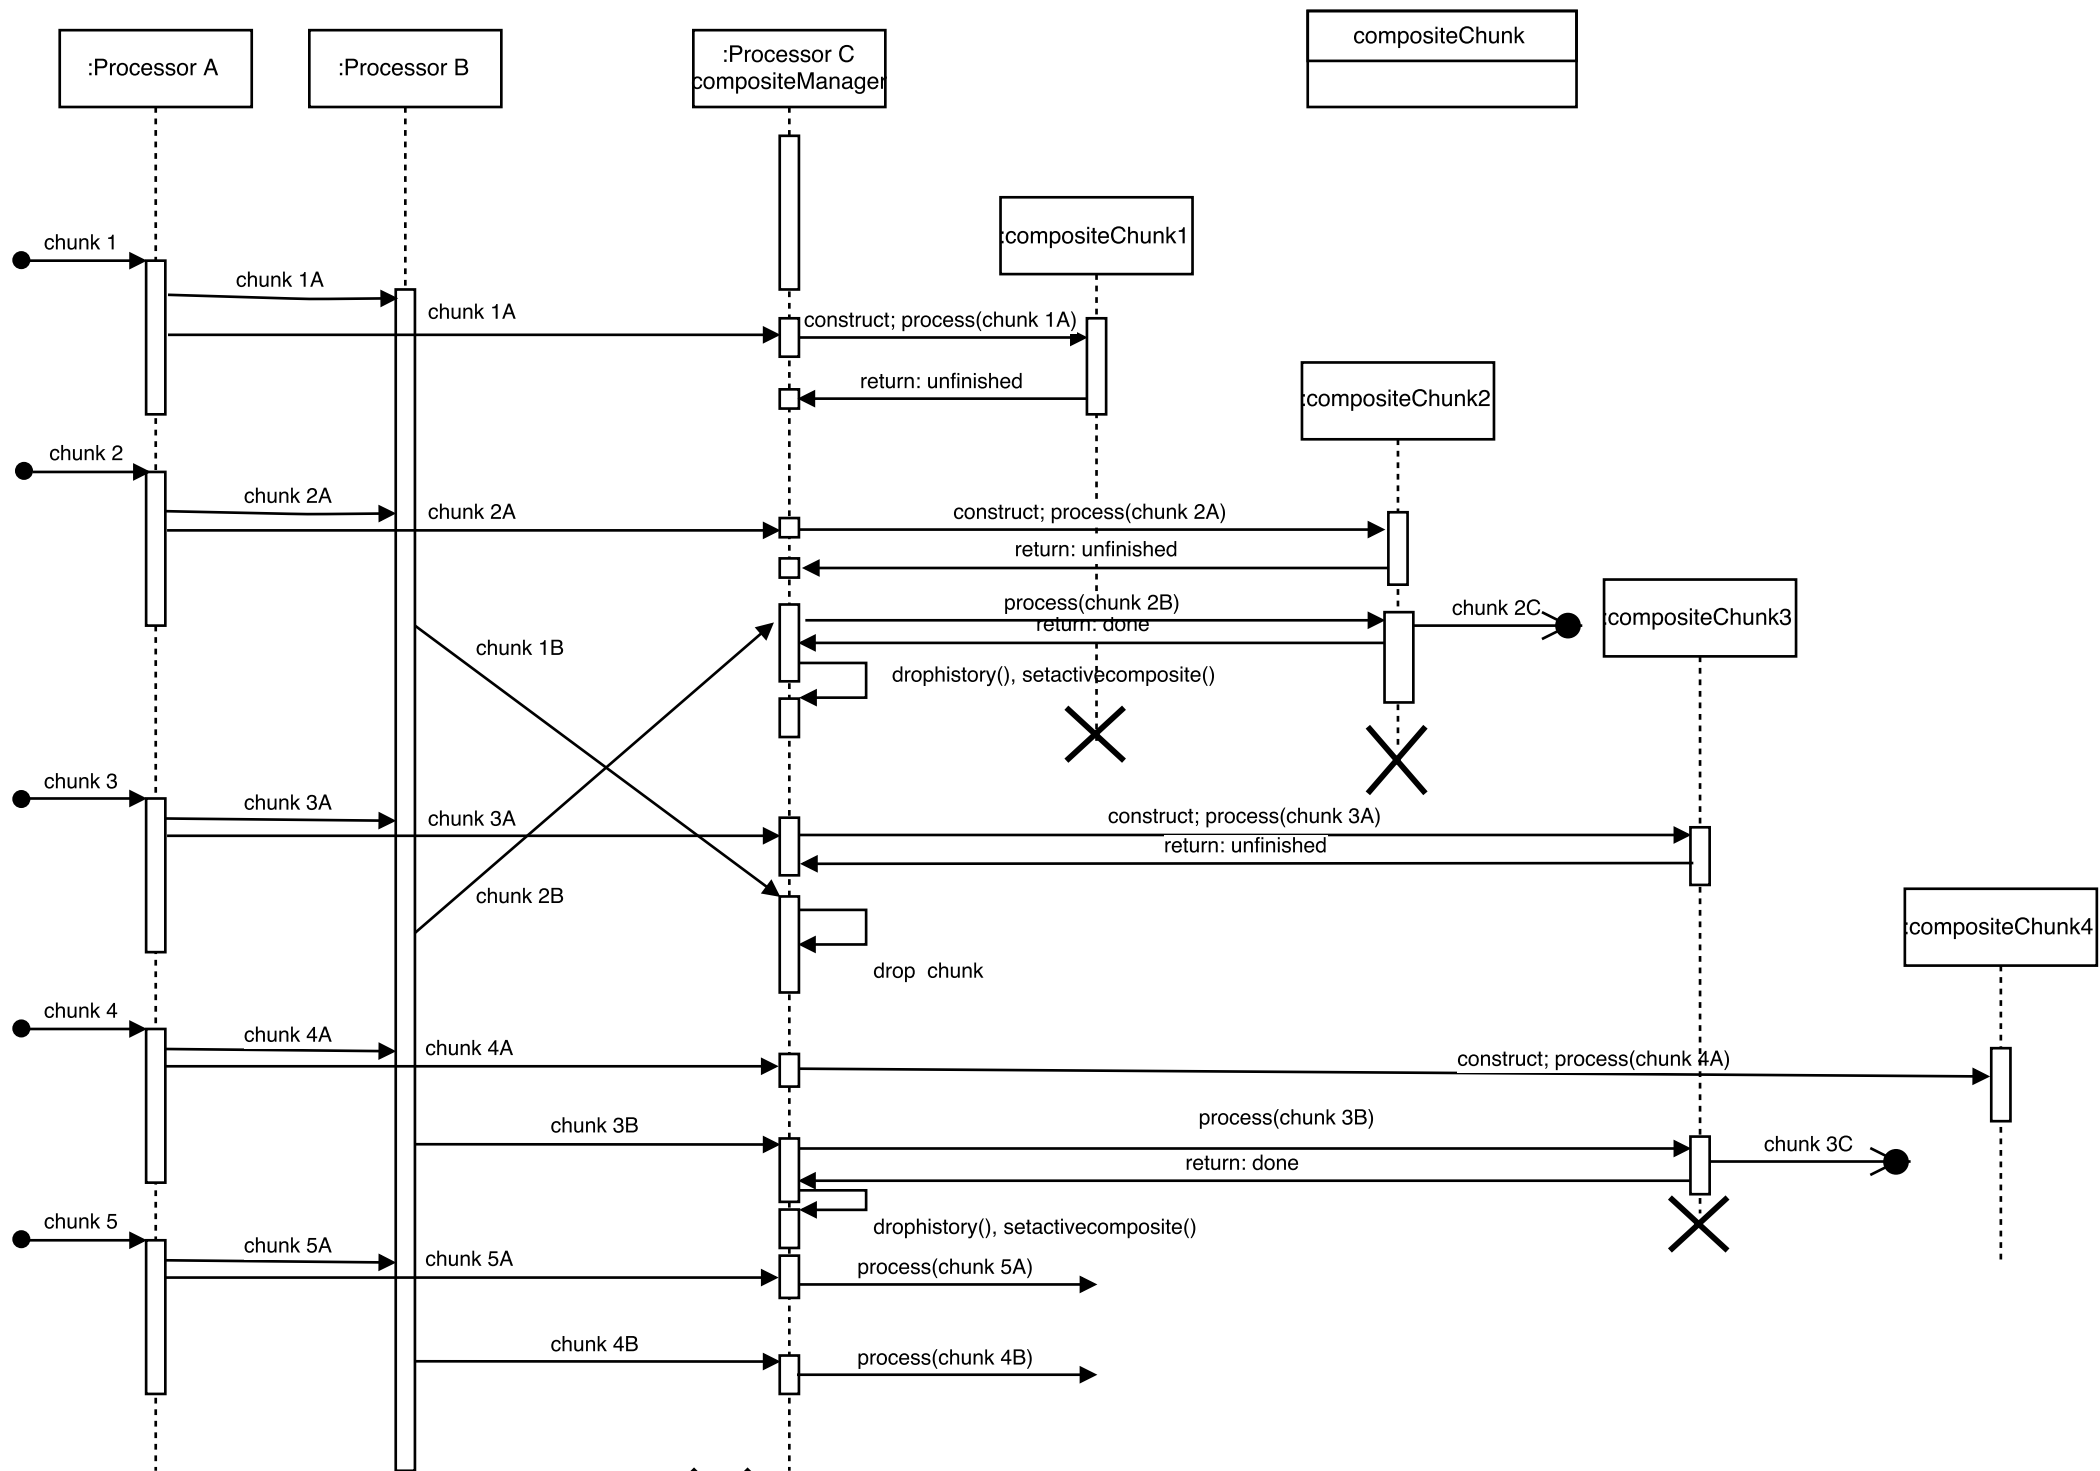 compositeChunk
:Processor A
:Processor B
:Processor C
compositeManager
:compositeChunk1
chunk 1
chunk 1A
chunk 1A
construct; process(chunk 1A)
return: unfinished
:compositeChunk2
chunk 2
chunk 2A
chunk 2A
construct; process(chunk 2A)
return: unfinished
process(chunk 2B)
chunk 2C
:compositeChunk3
return: done
chunk 1B
drophistory(), setactivecomposite()
chunk 3
chunk 3A
chunk 3A
construct; process(chunk 3A)
return: unfinished
chunk 2B
:compositeChunk4
drop  chunk
chunk 4
chunk 4A
chunk 4A
construct; process(chunk 4A)
chunk 3B
process(chunk 3B)
chunk 3C
return: done
chunk 5
drophistory(), setactivecomposite()
chunk 5A
chunk 5A
process(chunk 5A)
chunk 4B
process(chunk 4B)